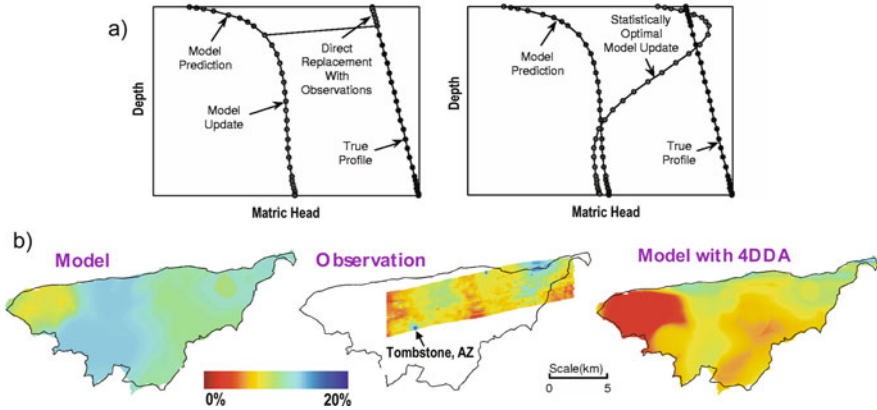 a)
Depth
Model
Prediction
Model
Update
Direct
Replacement
With
Observations
True
Profile
Matric Head
Depth
Model
Prediction
Statistically
Optimal
Model Update
True
Profile
Matric Head
b)
Model
Observation
Model with 4DDA
Tombstone, AZ
0%
20%
Scale(km)
0
5